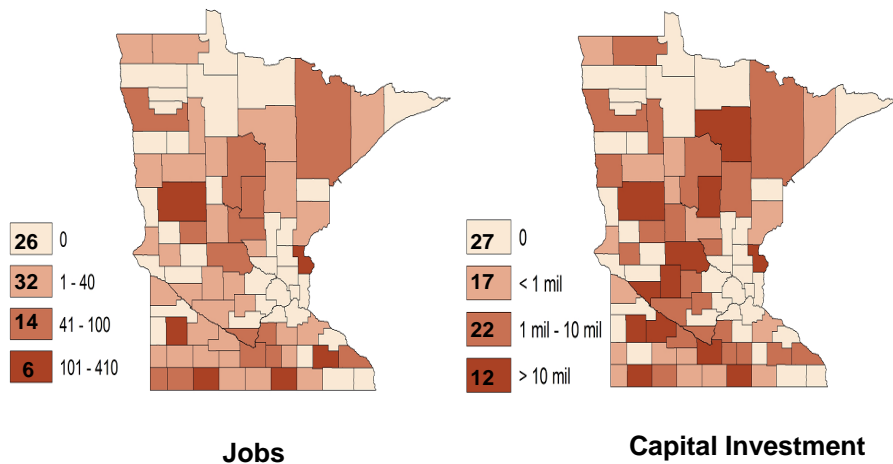 26 0
32 1 - 40
14 41 - 100
6 101 - 410
Jobs
27 0
17 < 1 mil
22 1 mil - 10 mil
12 > 10 mil
Capital Investment